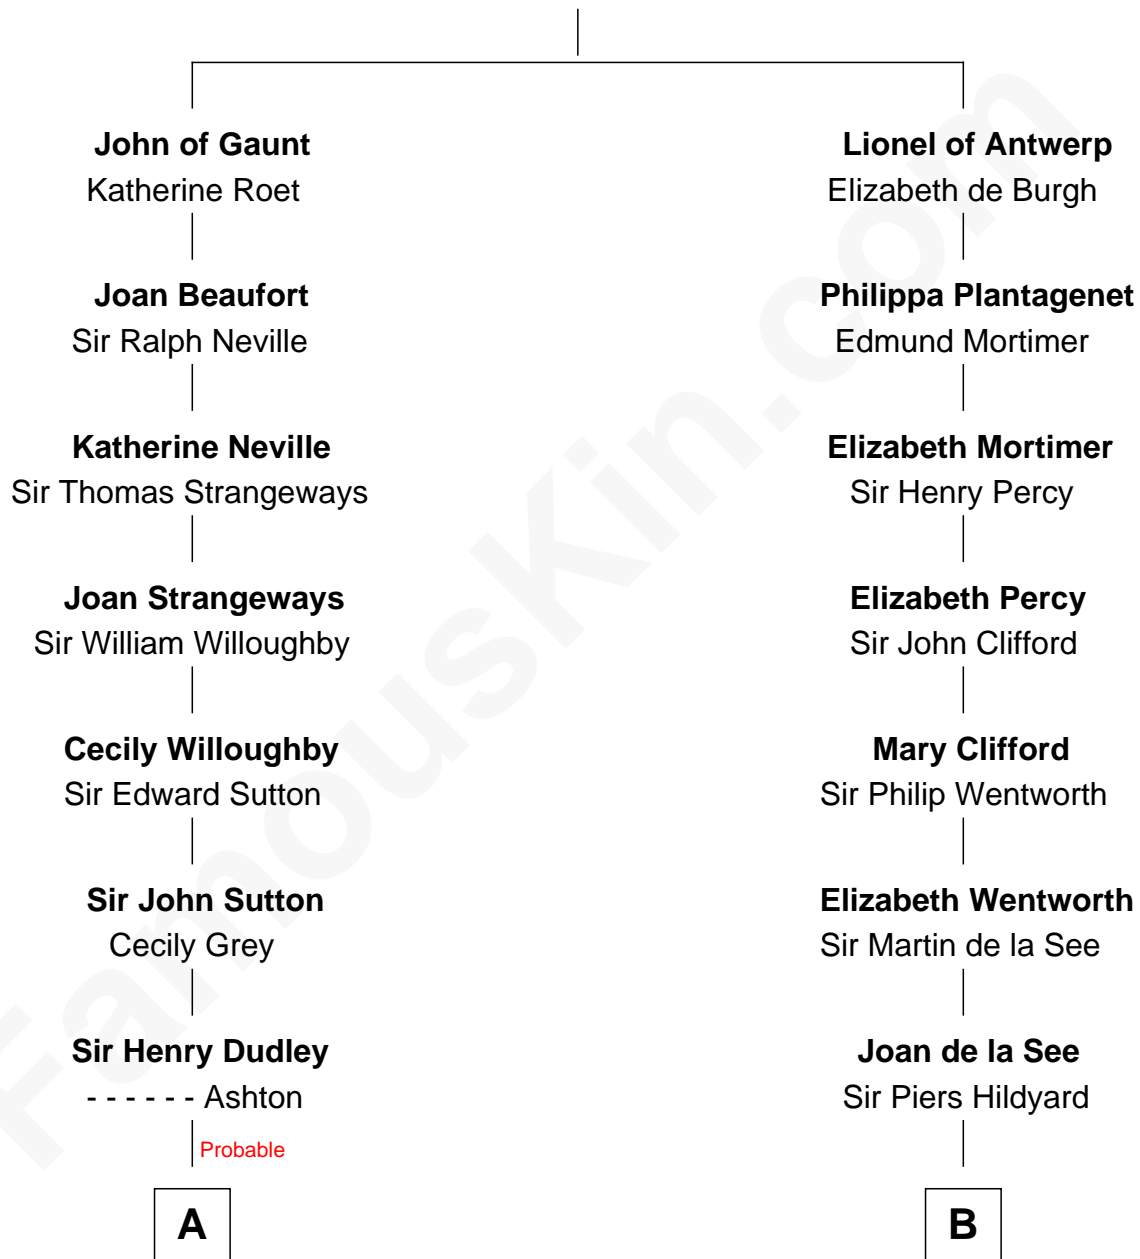 John of Gaunt
Katherine Roet
Lionel of Antwerp
Elizabeth de Burgh
Joan Beaufort
Sir Ralph Neville
Philippa Plantagenet
Edmund Mortimer
Katherine Neville
Sir Thomas Strangeways
Elizabeth Mortimer
Sir Henry Percy
Joan Strangeways
Sir William Willoughby
Elizabeth Percy
Sir John Clifford
Cecily Willoughby
Sir Edward Sutton
Mary Clifford
Sir Philip Wentworth
Sir John Sutton
Cecily Grey
Elizabeth Wentworth
Sir Martin de la See
Sir Henry Dudley
- - - - - - Ashton
Joan de la See
Sir Piers Hildyard
Probable
A
B
FamousKin.com